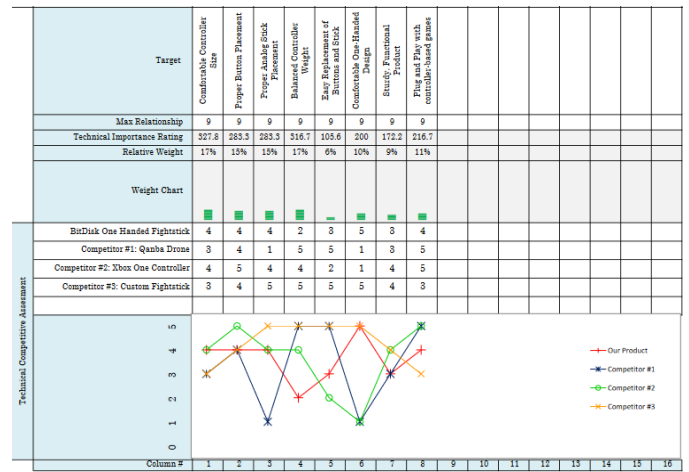 Target
Comfortable Controller
Size
Proper Button Placement
Proper Analog Stick
Placement
Balanced Controller
Weight
Easy Replacement of
Buttons and Stick
Comfortable One-Handed
Design
Sturdy, Functional
Product
Plug and Play with
controller-based games
Max Relationship 9 9 9 9 9 9 9 9
Technical Importance Rating 327.8 283.3 283.3 316.7 105.6 200 172.2 216.7
Relative Weight 17% 15% 15% 17% 6% 10% 9% 11%
Weight Chart
Technical Competitive Assesment
BitDisk One Handed Fightstick 4 4 4 2 3 5 3 4
Competitor #1: Qanba Drone 3 4 1 5 5 1 3 5
Competitor #2: Xbox One Controller 4 5 4 4 2 1 4 5
Competitor #3: Custom Fightstick 3 4 5 5 5 5 4 3
5
4
3
2
1
0
Our Product
Competitor #1
Competitor #2
Competitor #3
Column # 1 2 3 4 5 6 7 8 9 10 11 12 13 14 15 16